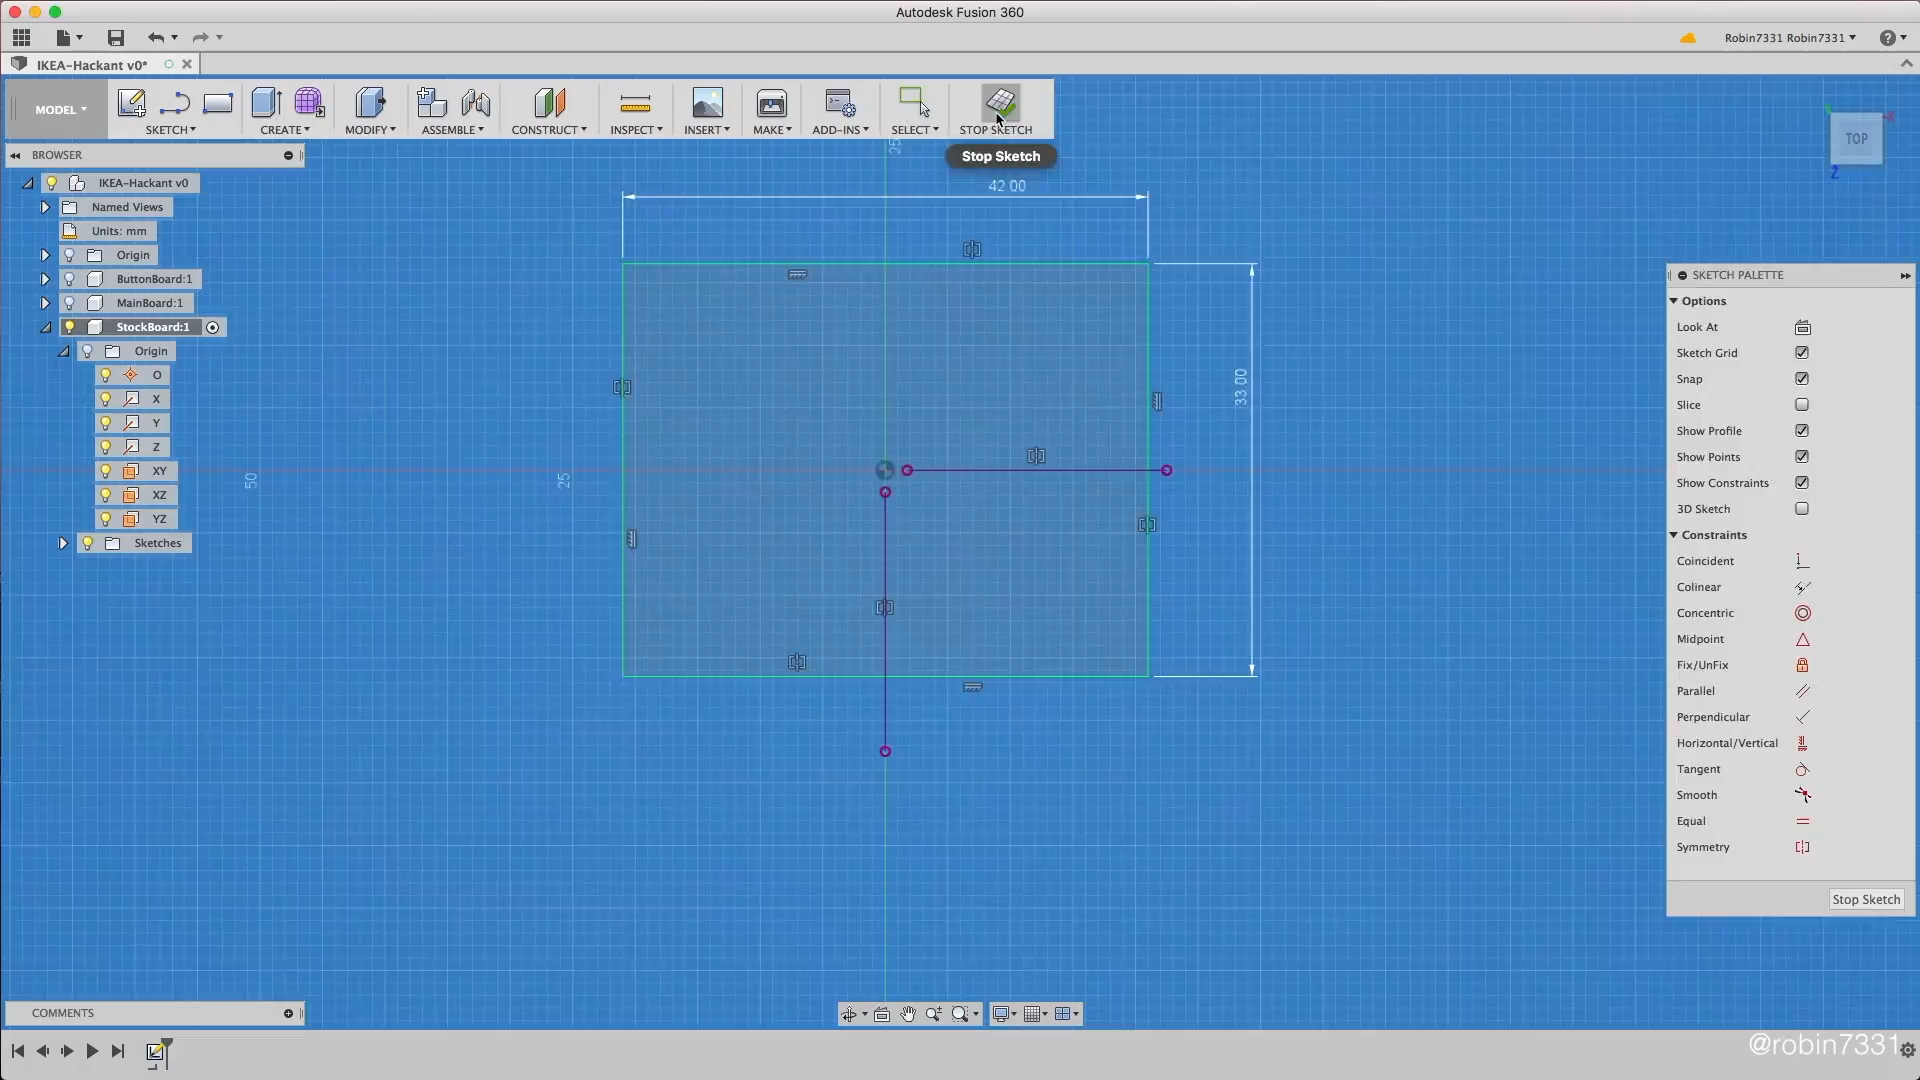 Autodesk Fusion 360
Robin7331 Robin7331
IKEA-Hackant v0*
MODEL
SKETCH
CREATE
MODIFY
ASSEMBLE
CONSTRUCT
INSPECT
INSERT
MAKE
ADD-INS
SELECT
STOP SKETCH
Stop Sketch
TOP
X
Z
BROWSER
IKEA-Hackant v0
Named Views
Units: mm
Origin
ButtonBoard:1
MainBoard:1
StockBoard:1
Origin
O
X
Y
Z
XY
XZ
YZ
Sketches
25
42.00
33.00
50
25
SKETCH PALETTE
Options
Look At
Sketch Grid
Snap
Slice
Show Profile
Show Points
Show Constraints
3D Sketch
Constraints
Coincident
Colinear
Concentric
Midpoint
Fix/UnFix
Parallel
Perpendicular
Horizontal/Vertical
Tangent
Smooth
Equal
Symmetry
Stop Sketch
COMMENTS
@robin7331